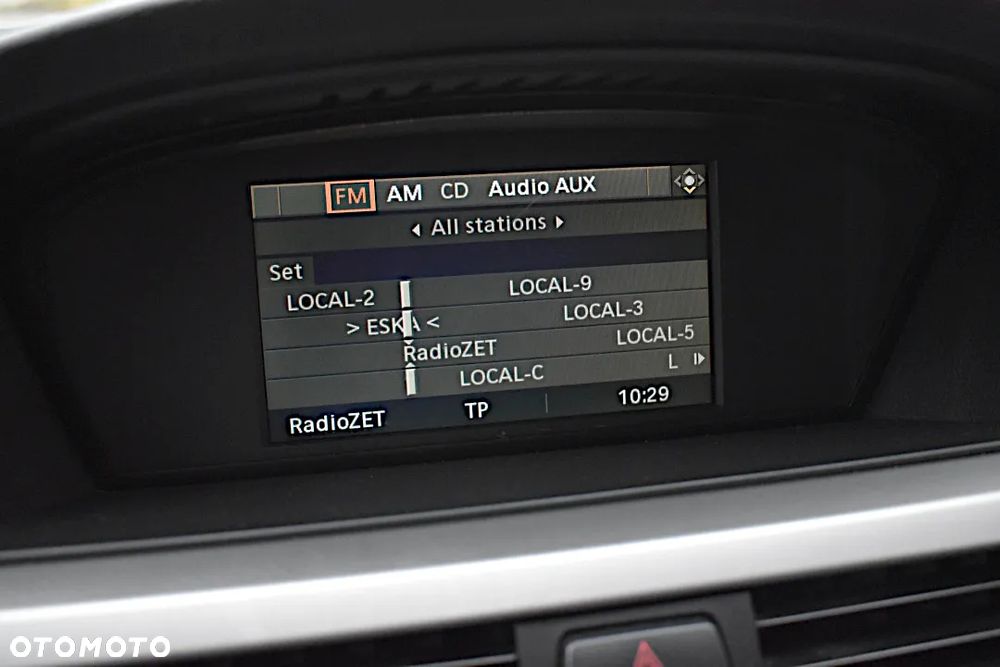 FM AM CD Audio AUX
All stations
Set
LOCAL-2 LOCAL-9
> ESKA < LOCAL-3
RadioZET LOCAL-5
LOCAL-C L
RadioZET TP 10:29
OTOMOTO